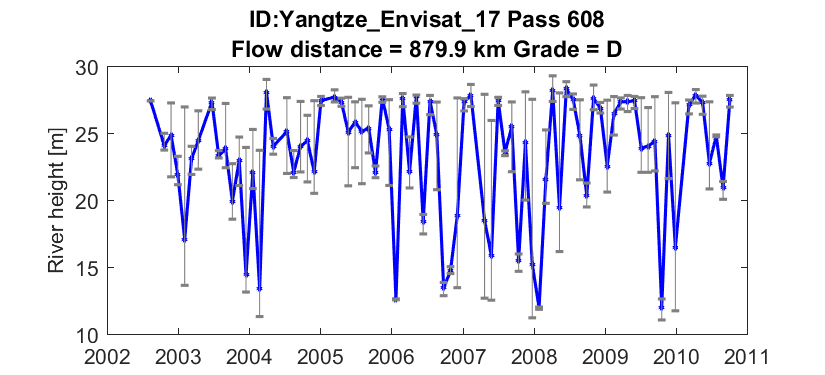 ID:Yangtze_Envisat_17 Pass 608
Flow distance = 879.9 km Grade = D
River height [m]
30
25
20
15
10
2002 2003 2004 2005 2006 2007 2008 2009 2010 2011